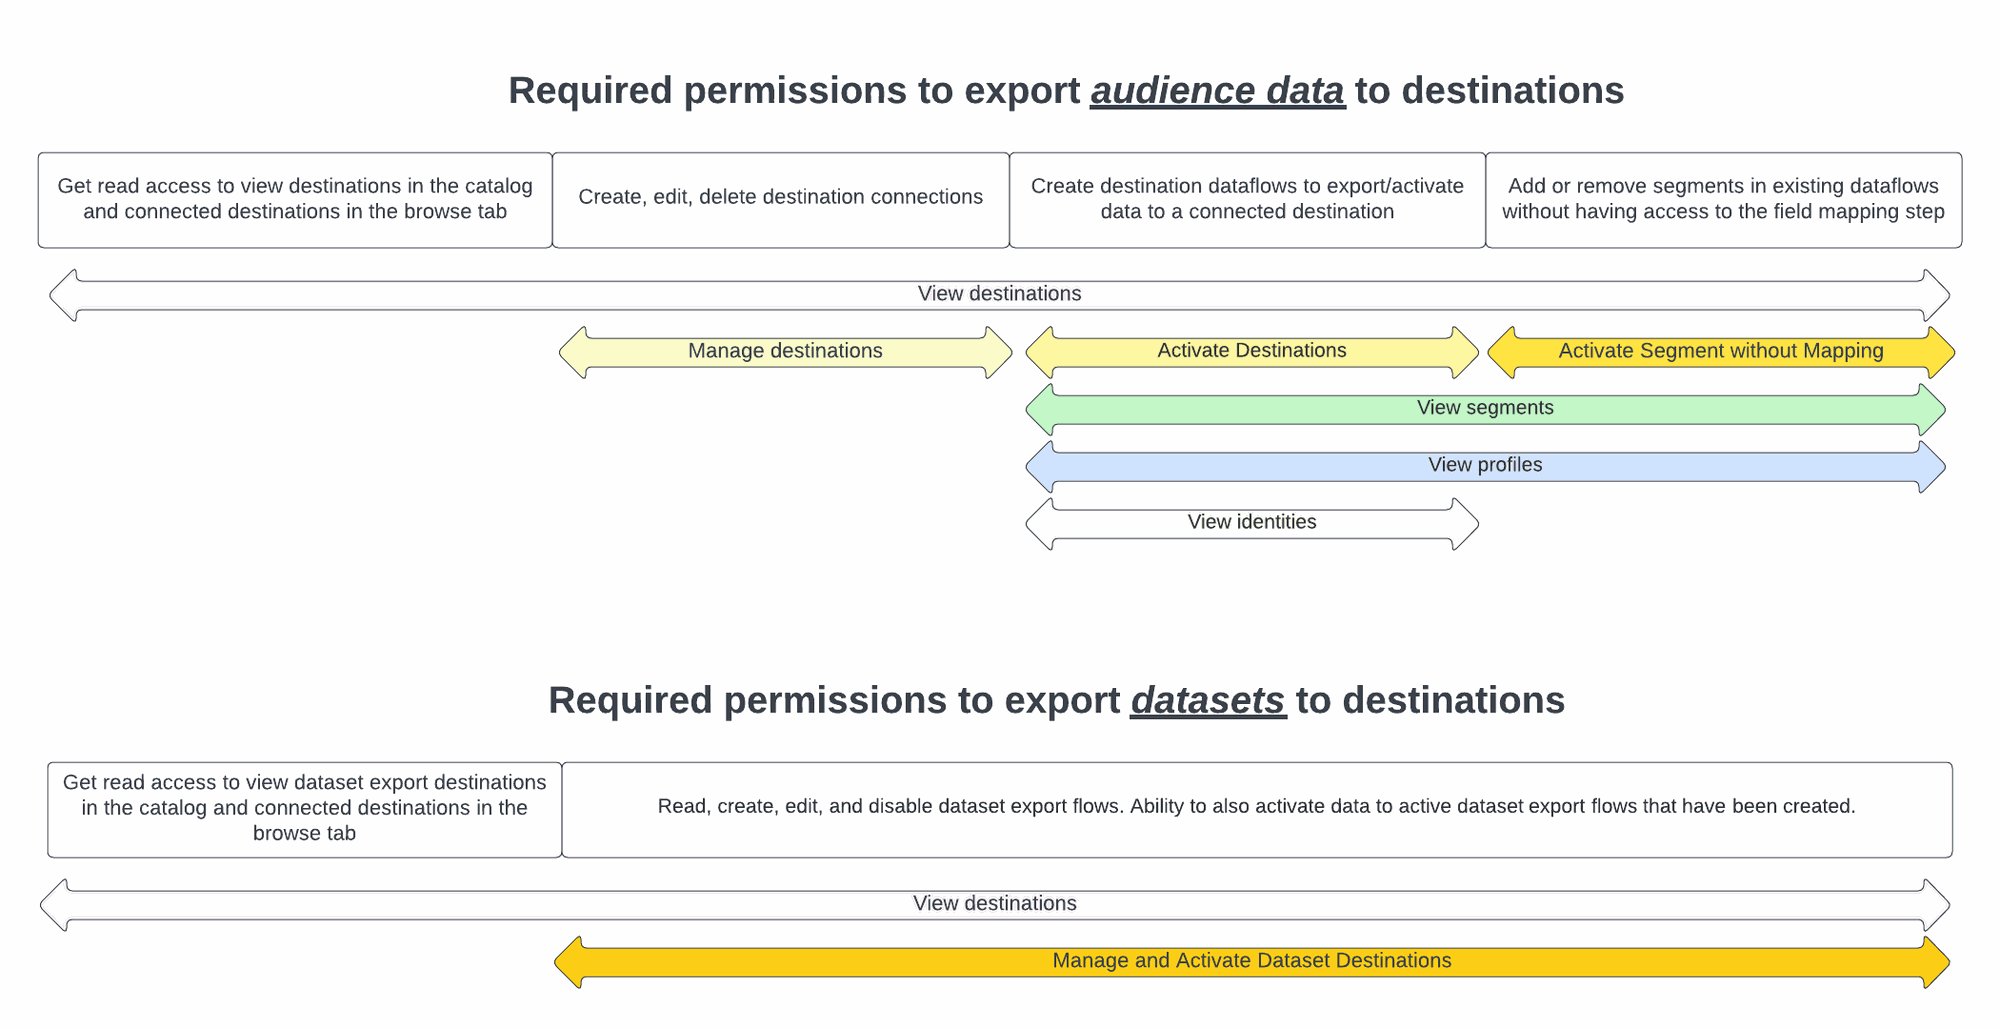 Required permissions to export audience data to destinations
Get read access to view destinations in the catalog
and connected destinations in the browse tab
Create, edit, delete destination connections
Create destination dataflows to export/activate
data to a connected destination
Add or remove segments in existing dataflows
without having access to the field mapping step
View destinations
Manage destinations
Activate Destinations
Activate Segment without Mapping
View segments
View profiles
View identities
Required permissions to export datasets to destinations
Get read access to view dataset export destinations
in the catalog and connected destinations in the
browse tab
Read, create, edit, and disable dataset export flows. Ability to also activate data to active dataset export flows that have been created.
View destinations
Manage and Activate Dataset Destinations